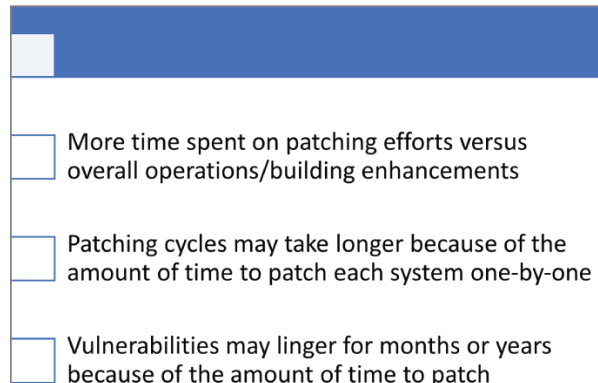 More time spent on patching efforts versus
overall operations/building enhancements
Patching cycles may take longer because of the
amount of time to patch each system one-by-one
Vulnerabilities may linger for months or years
because of the amount of time to patch